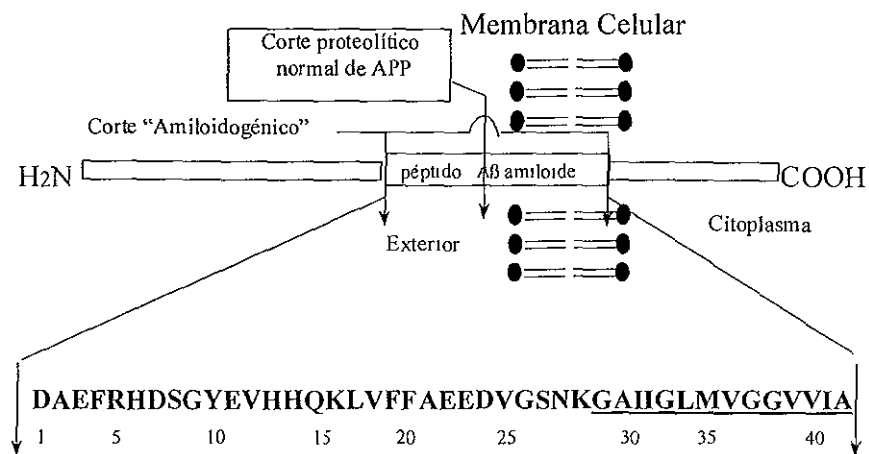 Membrana Celular
Corte proteolítico
normal de APP
Corte “Amiloidogénico”
H2N
péptido Aß amiloide
COOH
Exterior
Citoplasma
DAEFRHDSGYEVHHQKLVFFAEEDVGSNKGAIIGLMVGGVVIA
1 5 10 15 20 25 30 35 40